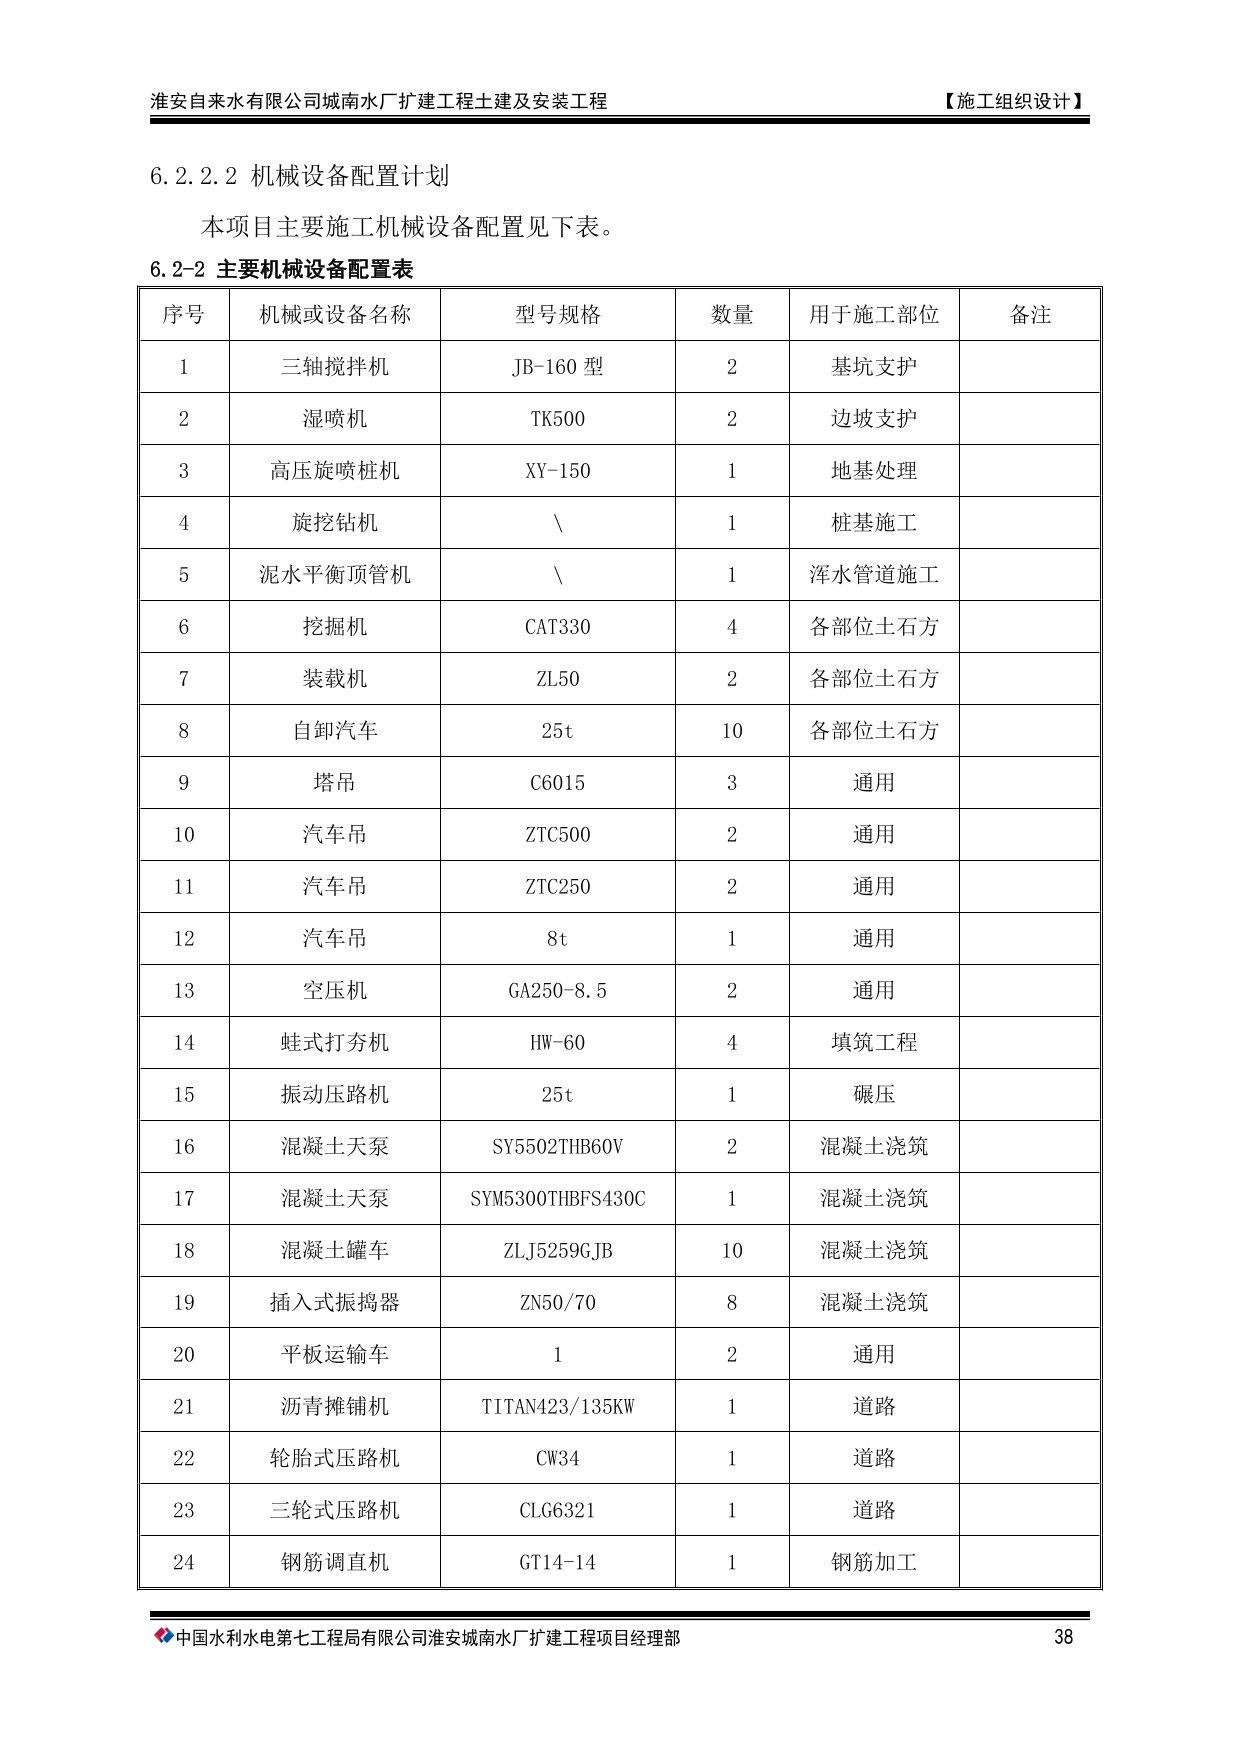 淮安自来水有限公司城南水厂扩建工程土建及安装工程 【施工组织设计】
6.2.2.2 机械设备配置计划
本项目主要施工机械设备配置见下表。
6.2-2 主要机械设备配置表
序号 机械或设备名称 型号规格 数量 用于施工部位 备注
1 三轴搅拌机 JB-160 型 2 基坑支护
2 湿喷机 TK500 2 边坡支护
3 高压旋喷桩机 XY-150 1 地基处理
4 旋挖钻机 \ 1 桩基施工
5 泥水平衡顶管机 \ 1 浑水管道施工
6 挖掘机 CAT330 4 各部位土石方
7 装载机 ZL50 2 各部位土石方
8 自卸汽车 25t 10 各部位土石方
9 塔吊 C6015 3 通用
10 汽车吊 ZTC500 2 通用
11 汽车吊 ZTC250 2 通用
12 汽车吊 8t 1 通用
13 空压机 GA250-8.5 2 通用
14 蛙式打夯机 HW-60 4 填筑工程
15 振动压路机 25t 1 碾压
16 混凝土天泵 SY5502THB60V 2 混凝土浇筑
17 混凝土天泵 SYM5300THBFS430C 1 混凝土浇筑
18 混凝土罐车 ZLJ5259GJB 10 混凝土浇筑
19 插入式振捣器 ZN50/70 8 混凝土浇筑
20 平板运输车 1 2 通用
21 沥青摊铺机 TITAN423/135KW 1 道路
22 轮胎式压路机 CW34 1 道路
23 三轮式压路机 CLG6321 1 道路
24 钢筋调直机 GT14-14 1 钢筋加工
中国水利水电第七工程局有限公司淮安城南水厂扩建工程项目经理部 38